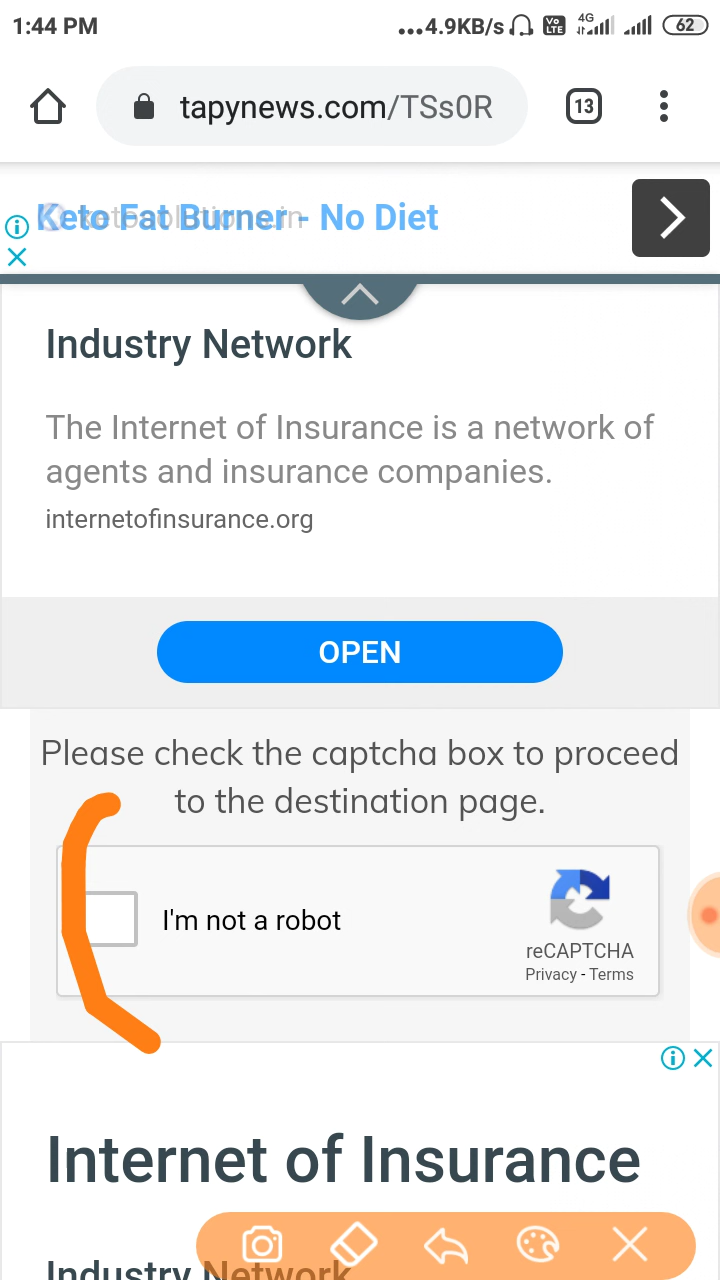 1:44 PM
...4.9KB/s
Vo
LTE
4G
62
tapynews.com/TSs0R
13
Keto Fat Burner - No Diet
Industry Network
The Internet of Insurance is a network of
agents and insurance companies.
internetofinsurance.org
OPEN
Please check the captcha box to proceed
to the destination page.
I'm not a robot
reCAPTCHA
Privacy - Terms
Internet of Insurance
Industry Network